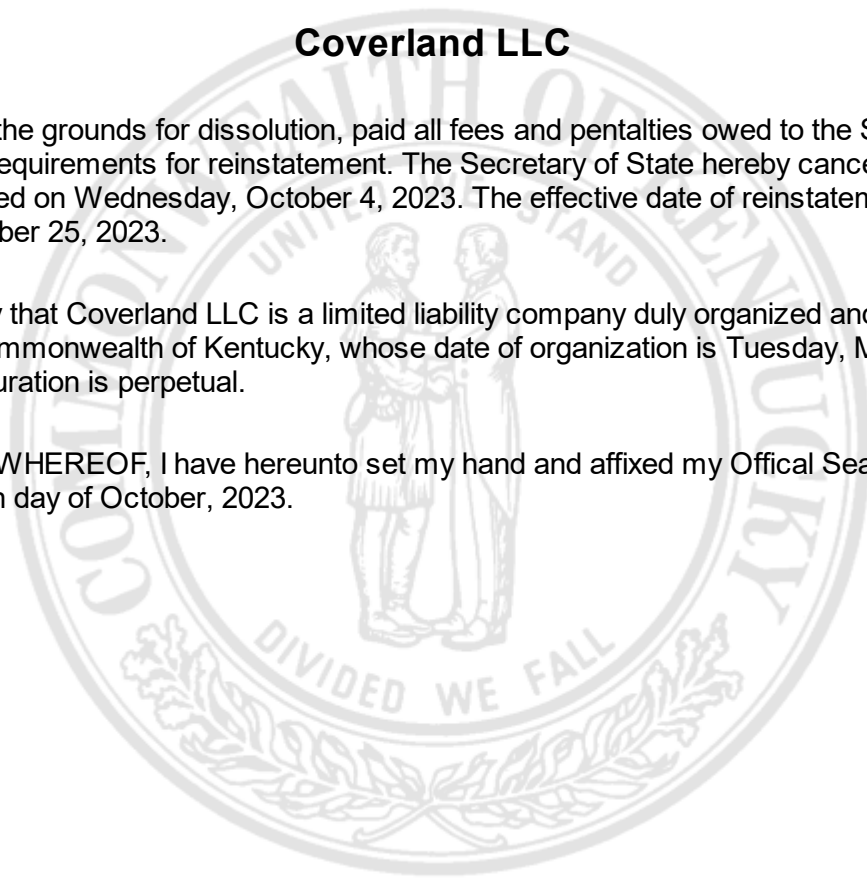 Coverland LLC
the grounds for dissolution, paid all fees and pentalties owed to the S
equirements for reinstatement. The Secretary of State hereby cance
ed on Wednesday, October 4, 2023. The effective date of reinstatem
ber 25, 2023.
y that Coverland LLC is a limited liability company duly organized and
mmonwealth of Kentucky, whose date of organization is Tuesday, M
uration is perpetual.
WHEREOF, I have hereunto set my hand and affixed my Offical Sea
h day of October, 2023.
COMMONWEALTH OF KENTUCKY
UNITED WE STAND
DIVIDED WE FALL